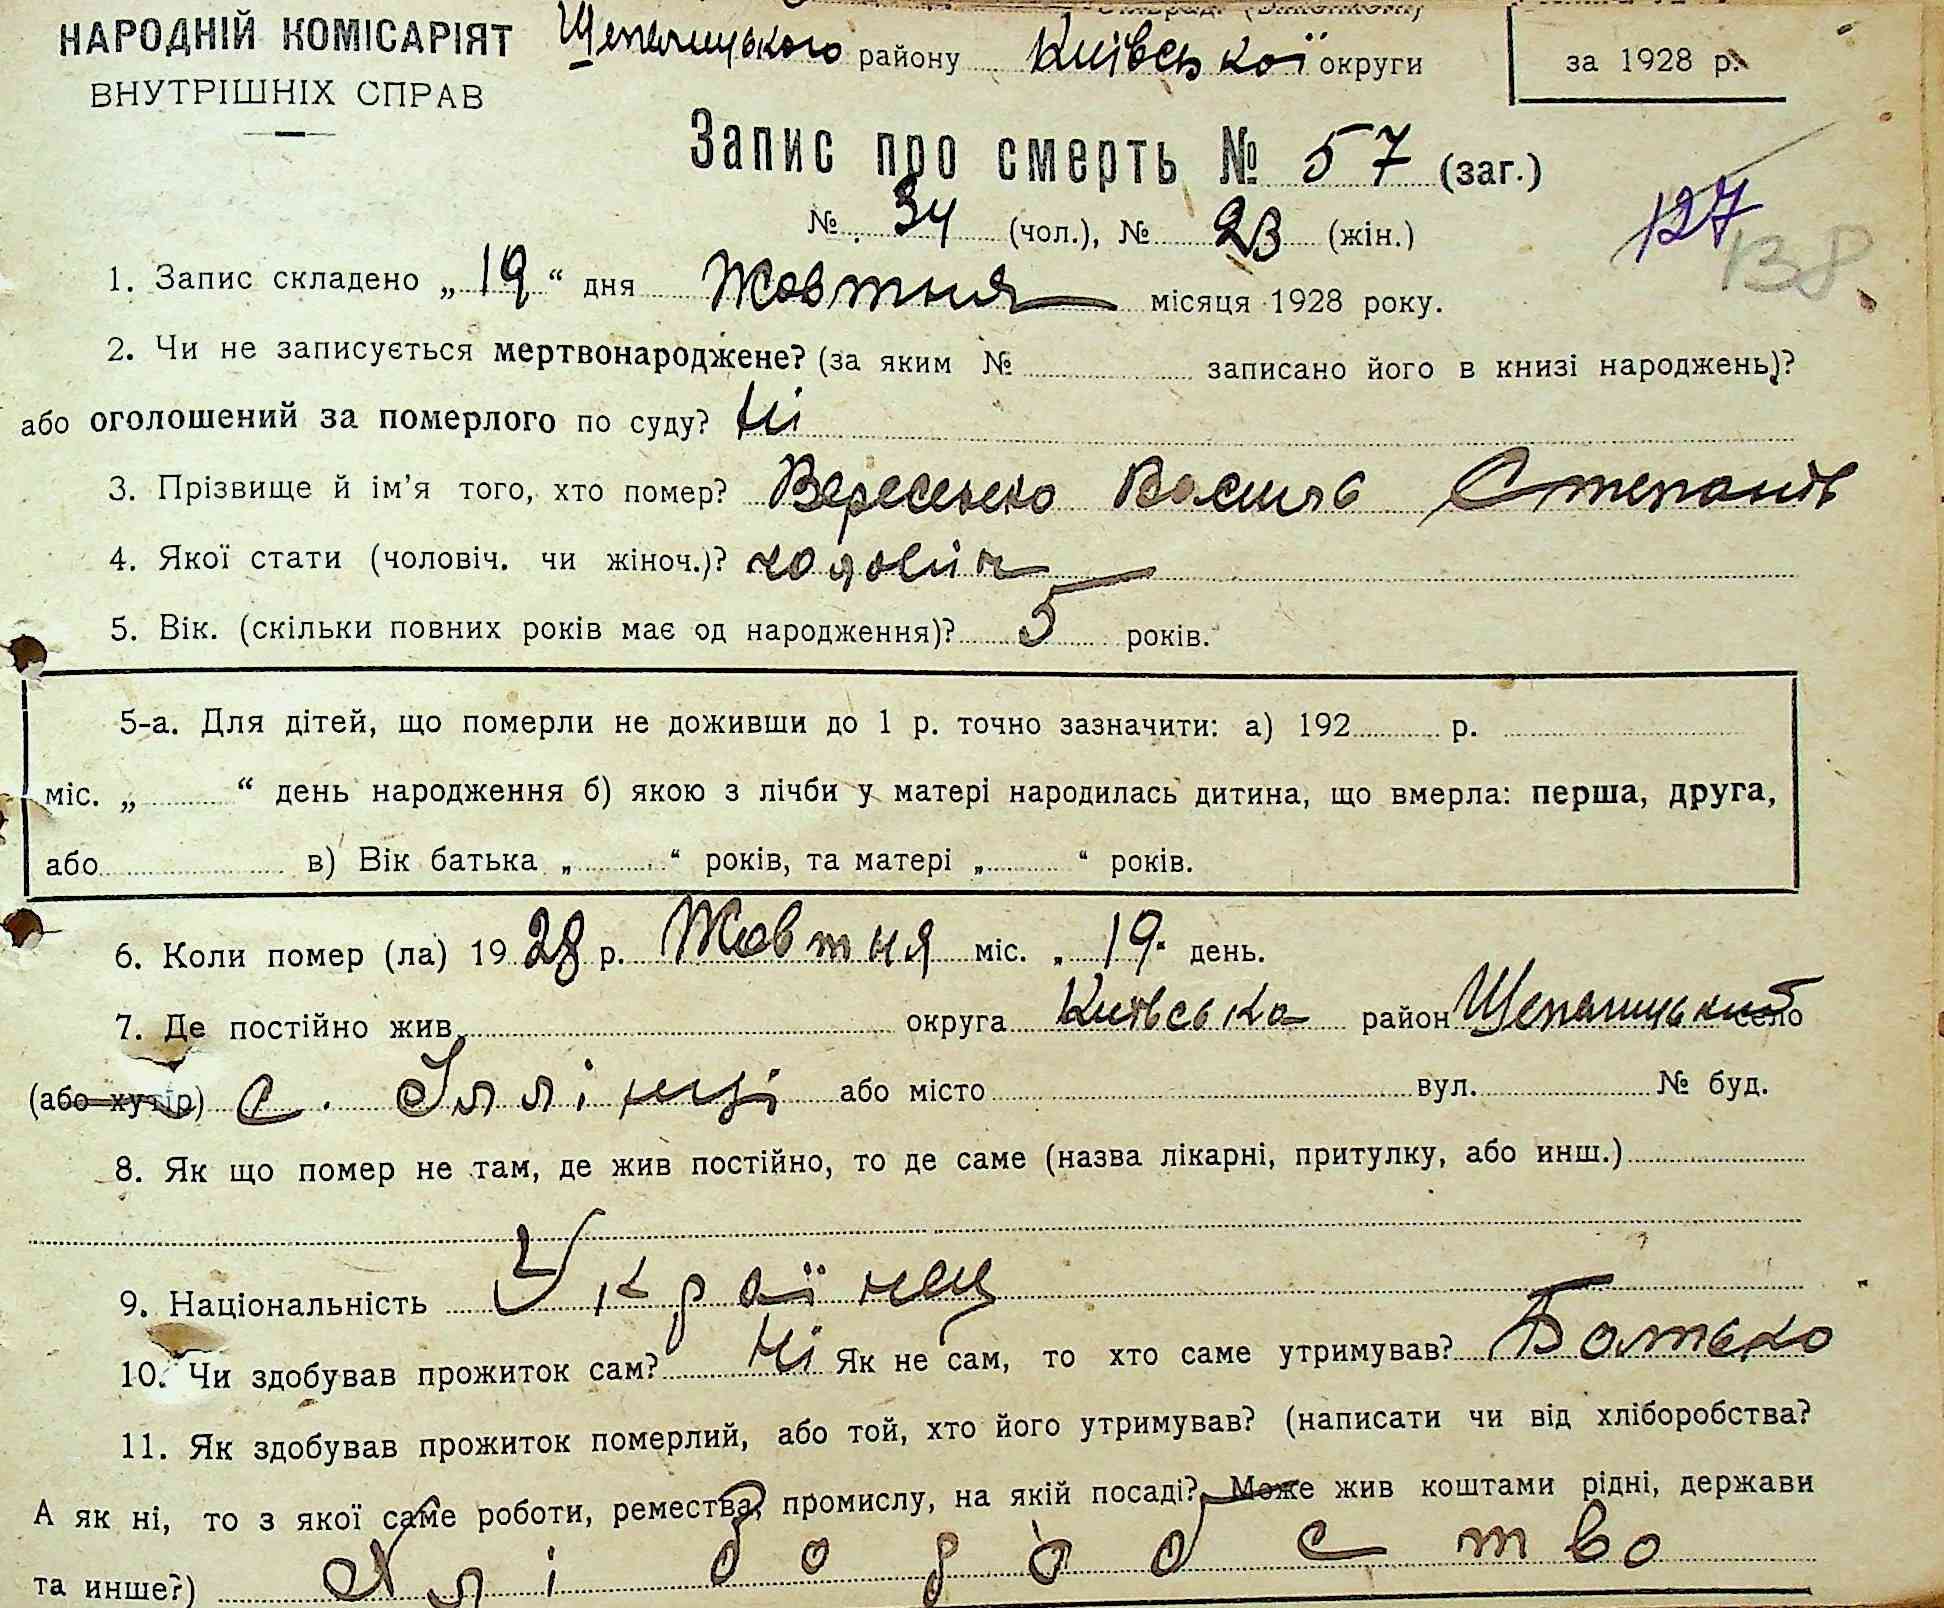 НАРОДНІЙ КОМІСАРІЯТ
ВНУТРІШНІХ СПРАВ
Щепелицького району Київської округи
за 1928 р.
Запис про смерть № 57 (заг.)
№ 34 (чол.), № 23 (жін.)
127
138
1. Запис складено „19“ дня Жовтня місяця 1928 року.
2. Чи не записується мертвонароджене? (за яким № записано його в книзі народжень)?
або оголошений за померлого по суду? Ні
3. Прізвище й ім'я того, хто помер? Вересенко Василь Степанів
4. Якої стати (чоловіч. чи жіноч.)? чоловіч
5. Вік. (скільки повних років має од народження)? 5 років.
5-а. Для дітей, що померли не доживши до 1 р. точно зазначити: а) 192 р.
міс. „ “ день народження б) якою з лічби у матері народилась дитина, що вмерла: перша, друга,
або в) Вік батька „ “ років, та матері „ “ років.
6. Коли помер (ла) 1928 р. Жовтня міс. „ 19. день.
7. Де постійно жив округа Київська район Щепелицький село
(або хутір) с. Іллінці або місто вул. № буд.
8. Як що помер не там, де жив постійно, то де саме (назва лікарні, притулку, або инш.)
9. Національність Українец
10. Чи здобував прожиток сам? Ні Як не сам, то хто саме утримував? Батько
11. Як здобував прожиток померлий, або той, хто його утримував? (написати чи від хліборобства?
А як ні, то з якої саме роботи, ремества, промислу, на якій посаді? Може жив коштами рідні, держави
та инше?) Хліборобство